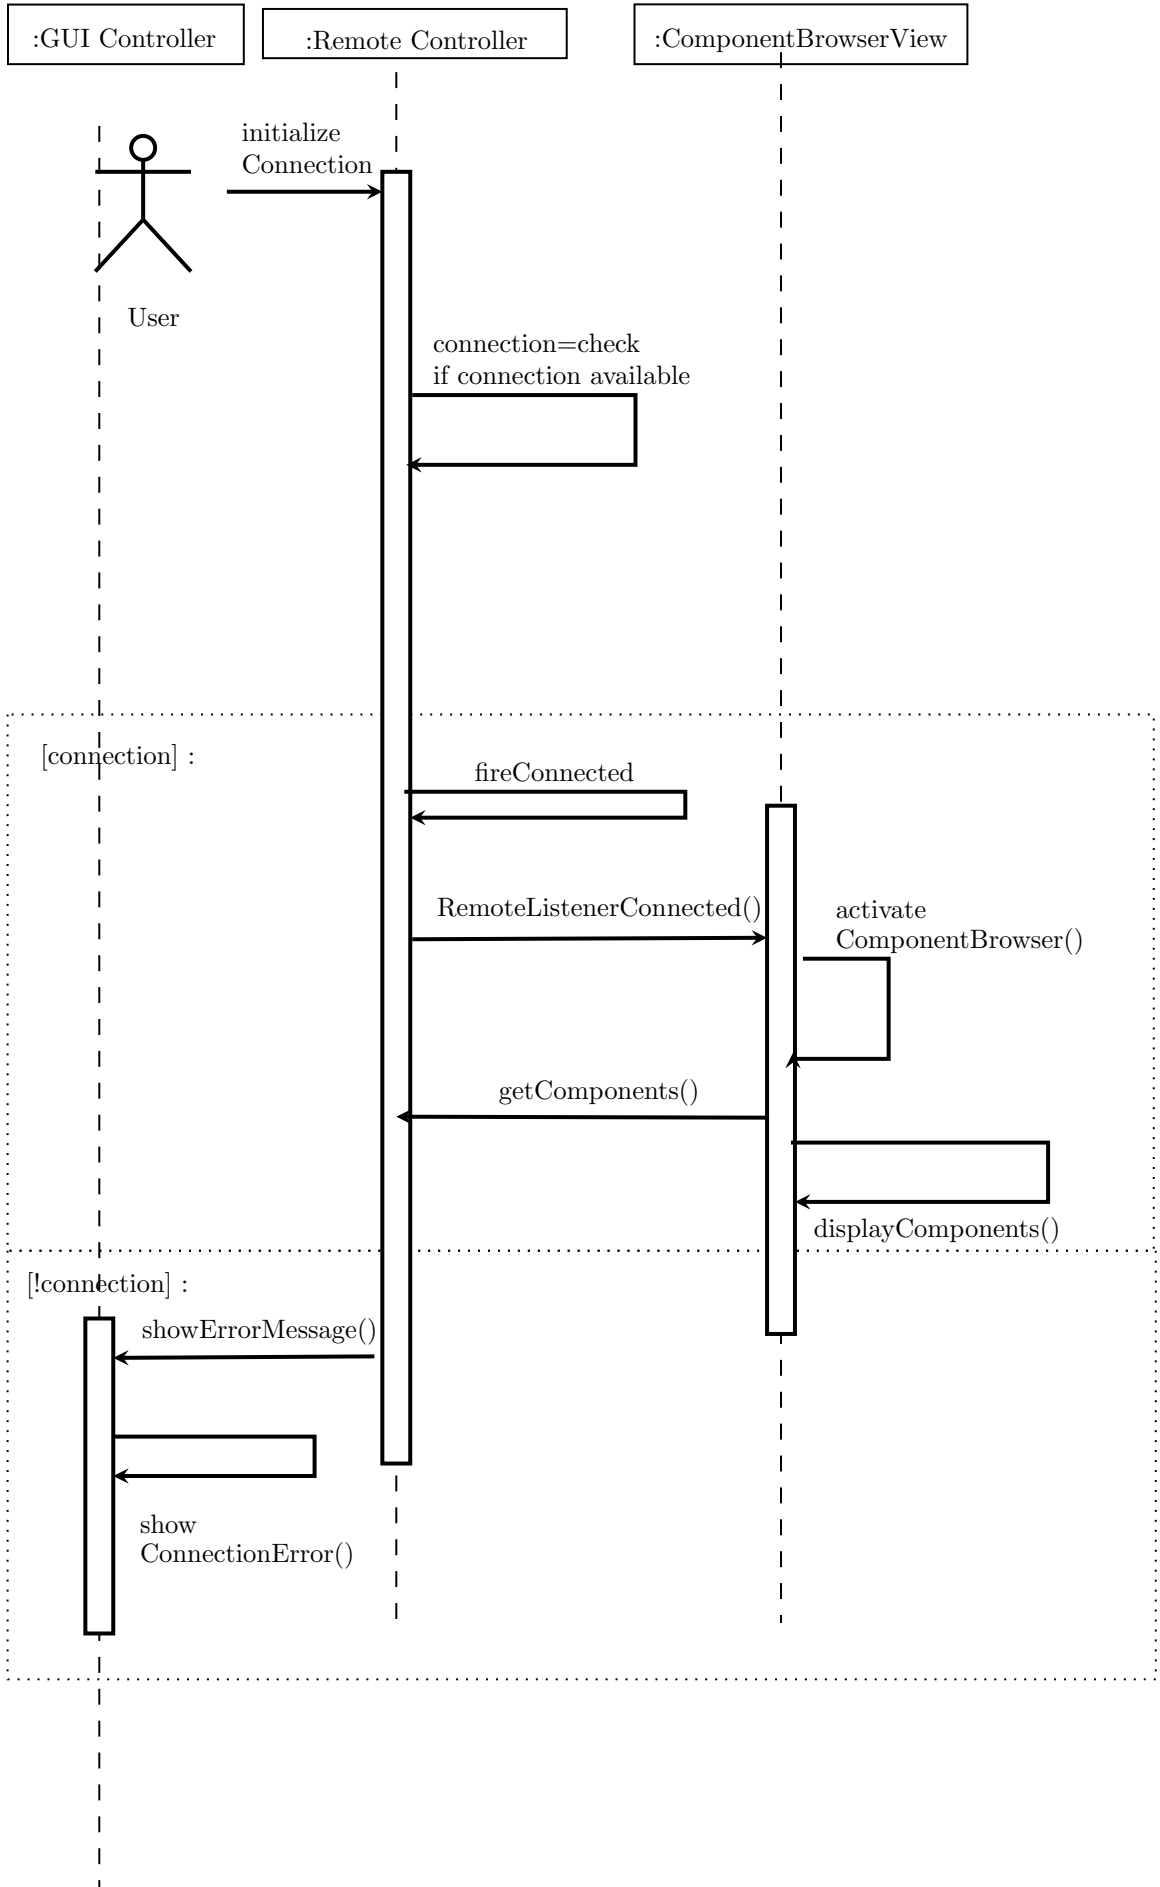 :GUI Controller
:Remote Controller
:ComponentBrowserView
initialize
Connection
User
connection=check
if connection available
[connection] :
fireConnected
RemoteListenerConnected()
activate
ComponentBrowser()
getComponents()
displayComponents()
[!connection] :
showErrorMessage()
show
ConnectionError()